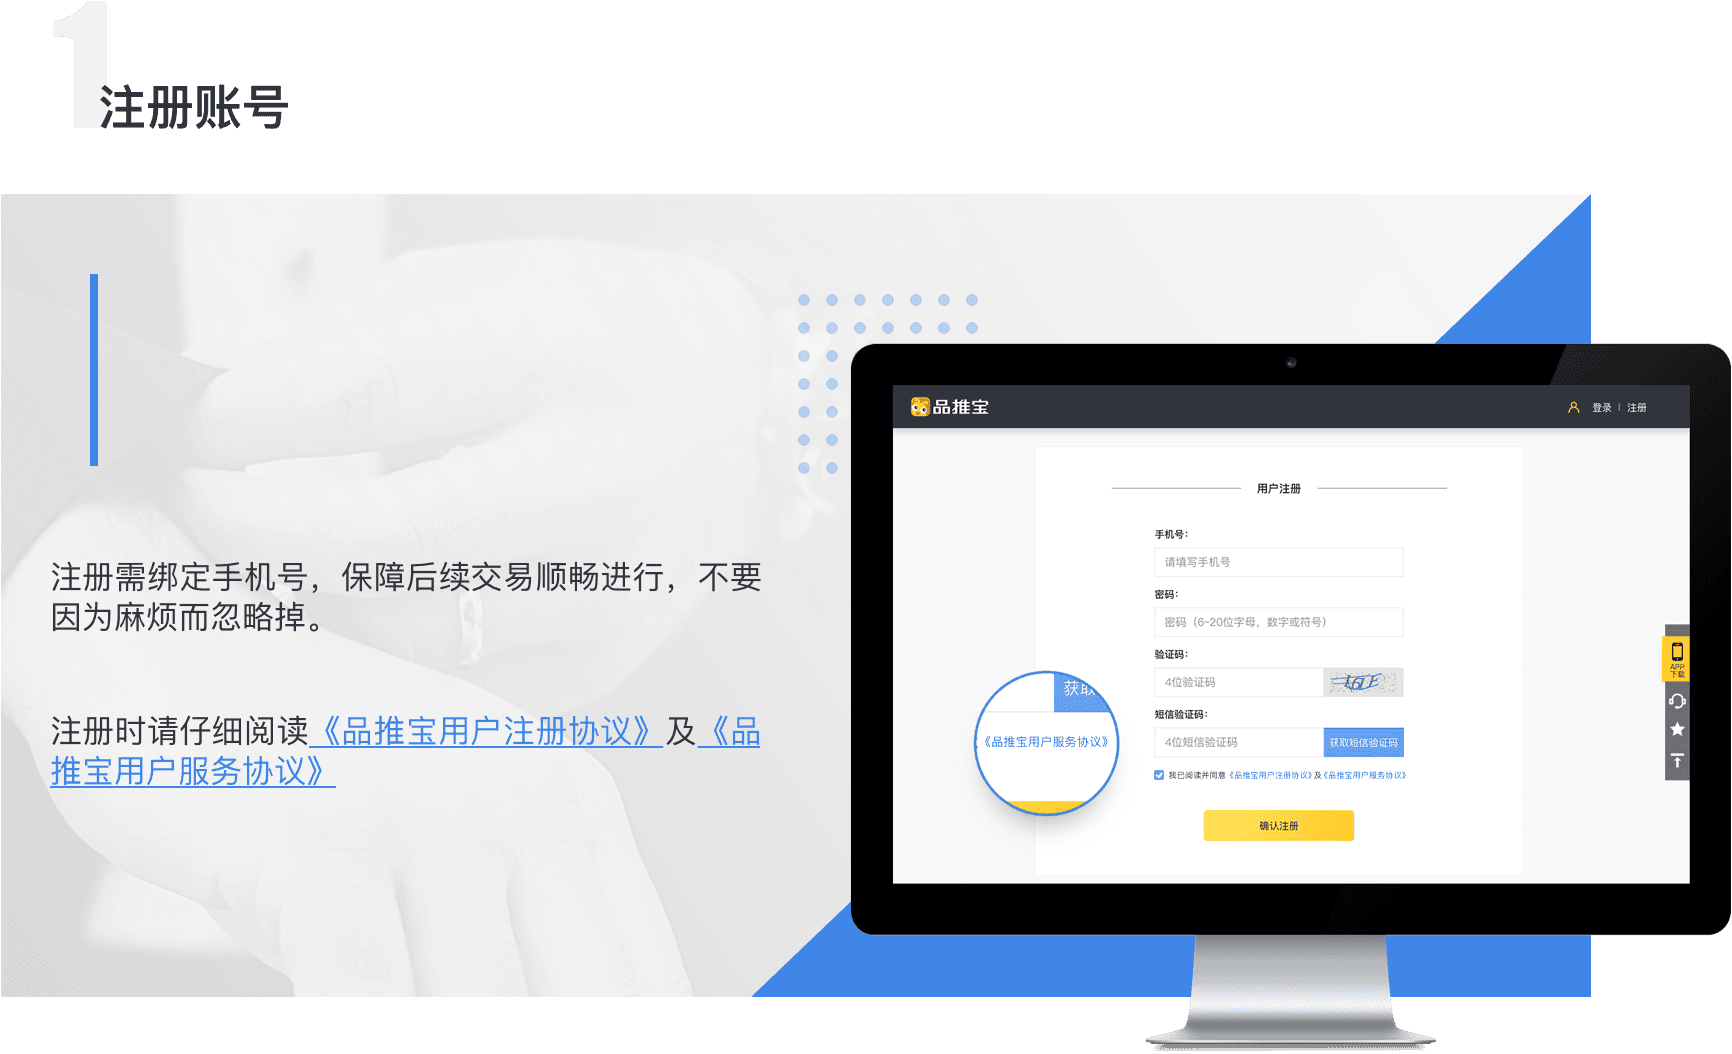 1
注册账号
注册需绑定手机号，保障后续交易顺畅进行，不要
因为麻烦而忽略掉。
注册时请仔细阅读《品推宝用户注册协议》及《品
推宝用户服务协议》
品推宝
登录 | 注册
用户注册
手机号：
请填写手机号
密码：
密码（6~20位字母，数字或符号）
验证码：
4位验证码
短信验证码：
4位短信验证码 获取短信验证码
我已阅读并同意《品推宝用户注册协议》及《品推宝用户服务协议》
确认注册
获取
《品推宝用户服务协议》
APP
下载